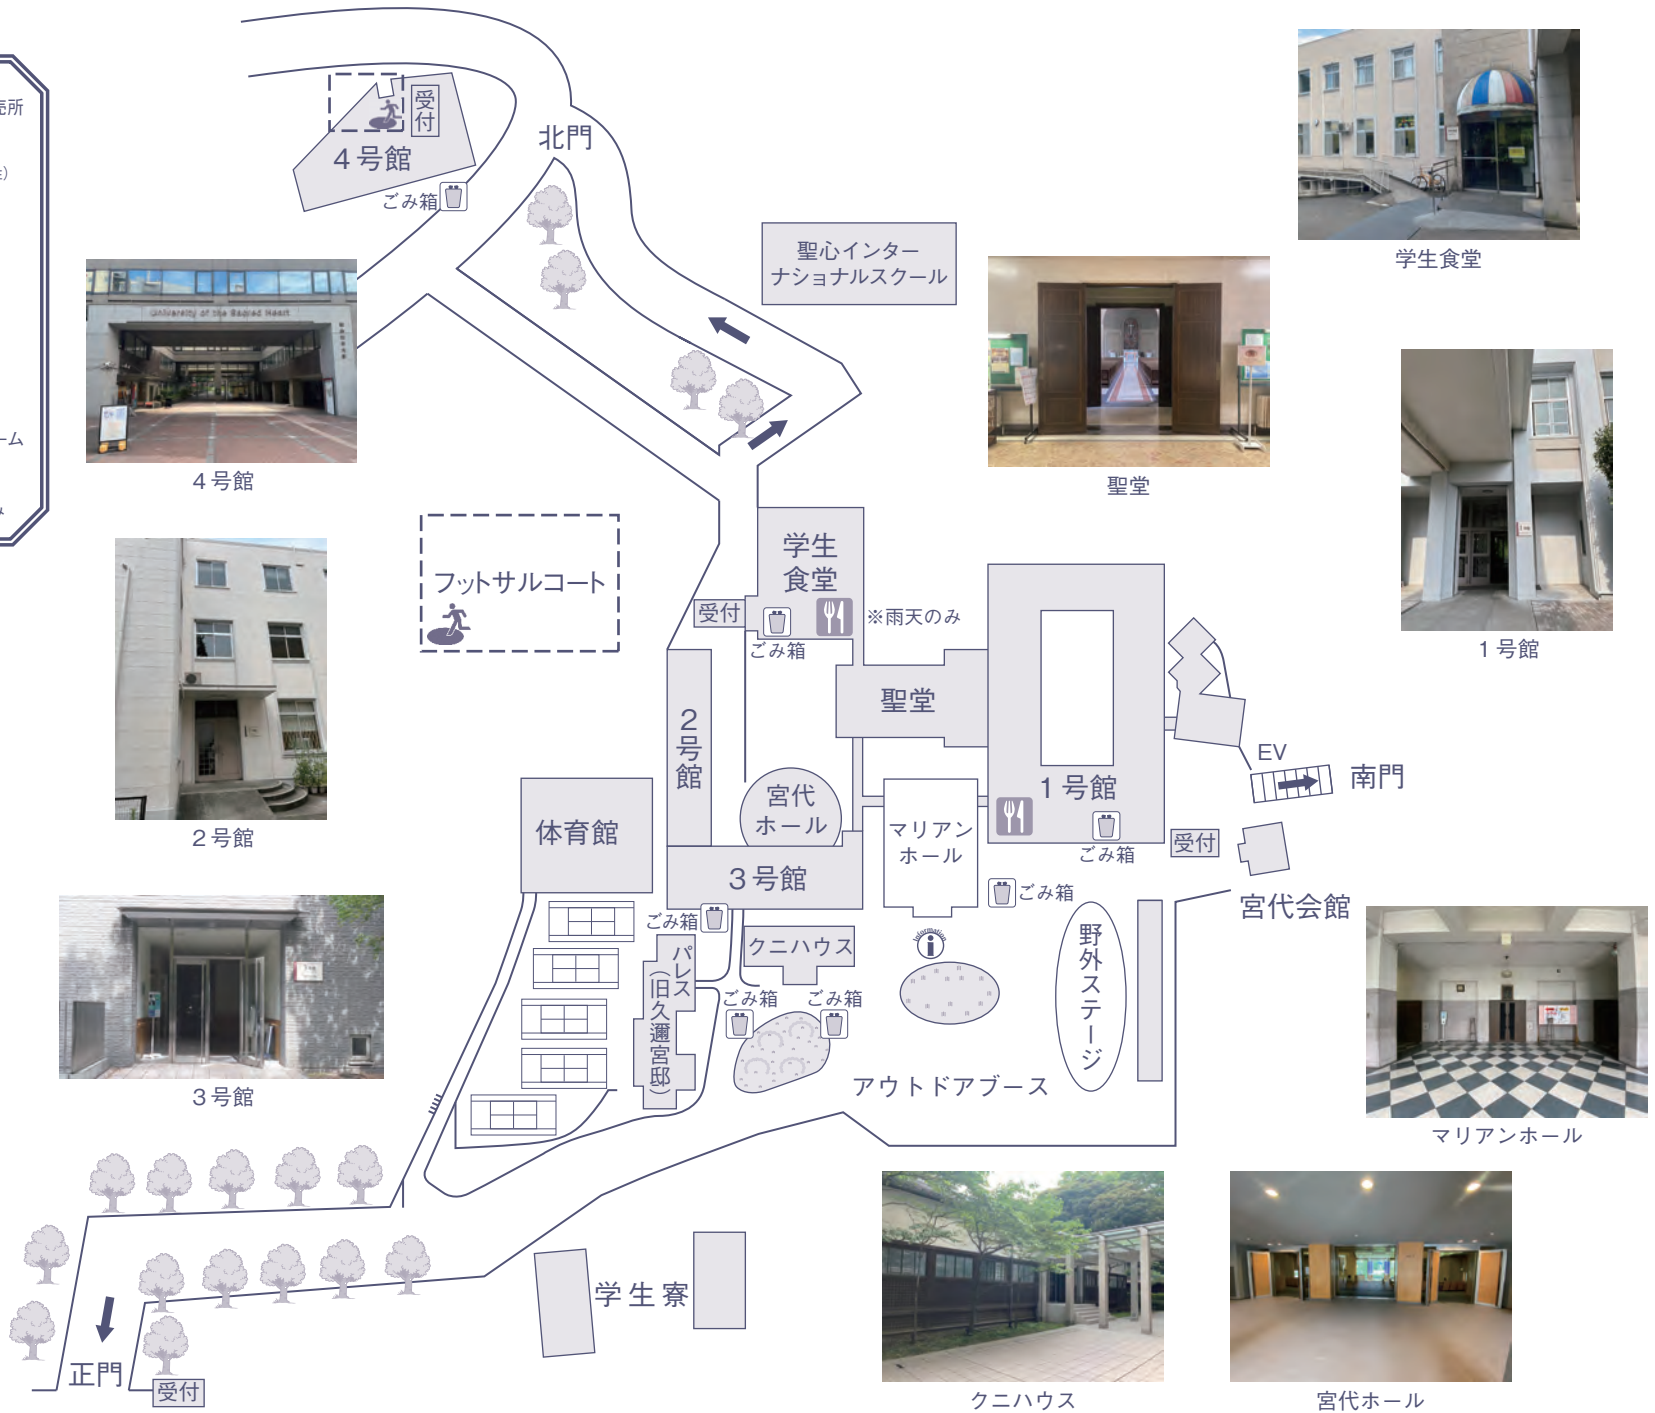 売所
ーム
受付
4号館
ごみ箱
北門
聖心インター
ナショナルスクール
学生食堂
University of the Sacred Heart
4号館
聖堂
フットサルコート
学生
食堂
受付
ごみ箱
※雨天のみ
1号館
2号館
聖堂
2号館
体育館
宮代
ホール
3号館
マリアン
ホール
1号館
ごみ箱
EV
南門
受付
宮代会館
ごみ箱
ごみ箱
クニハウス
パレス
(旧久邇宮邸)
ごみ箱
ごみ箱
Information
野外ステージ
アウトドアブース
3号館
マリアンホール
学生寮
正門
受付
クニハウス
宮代ホール